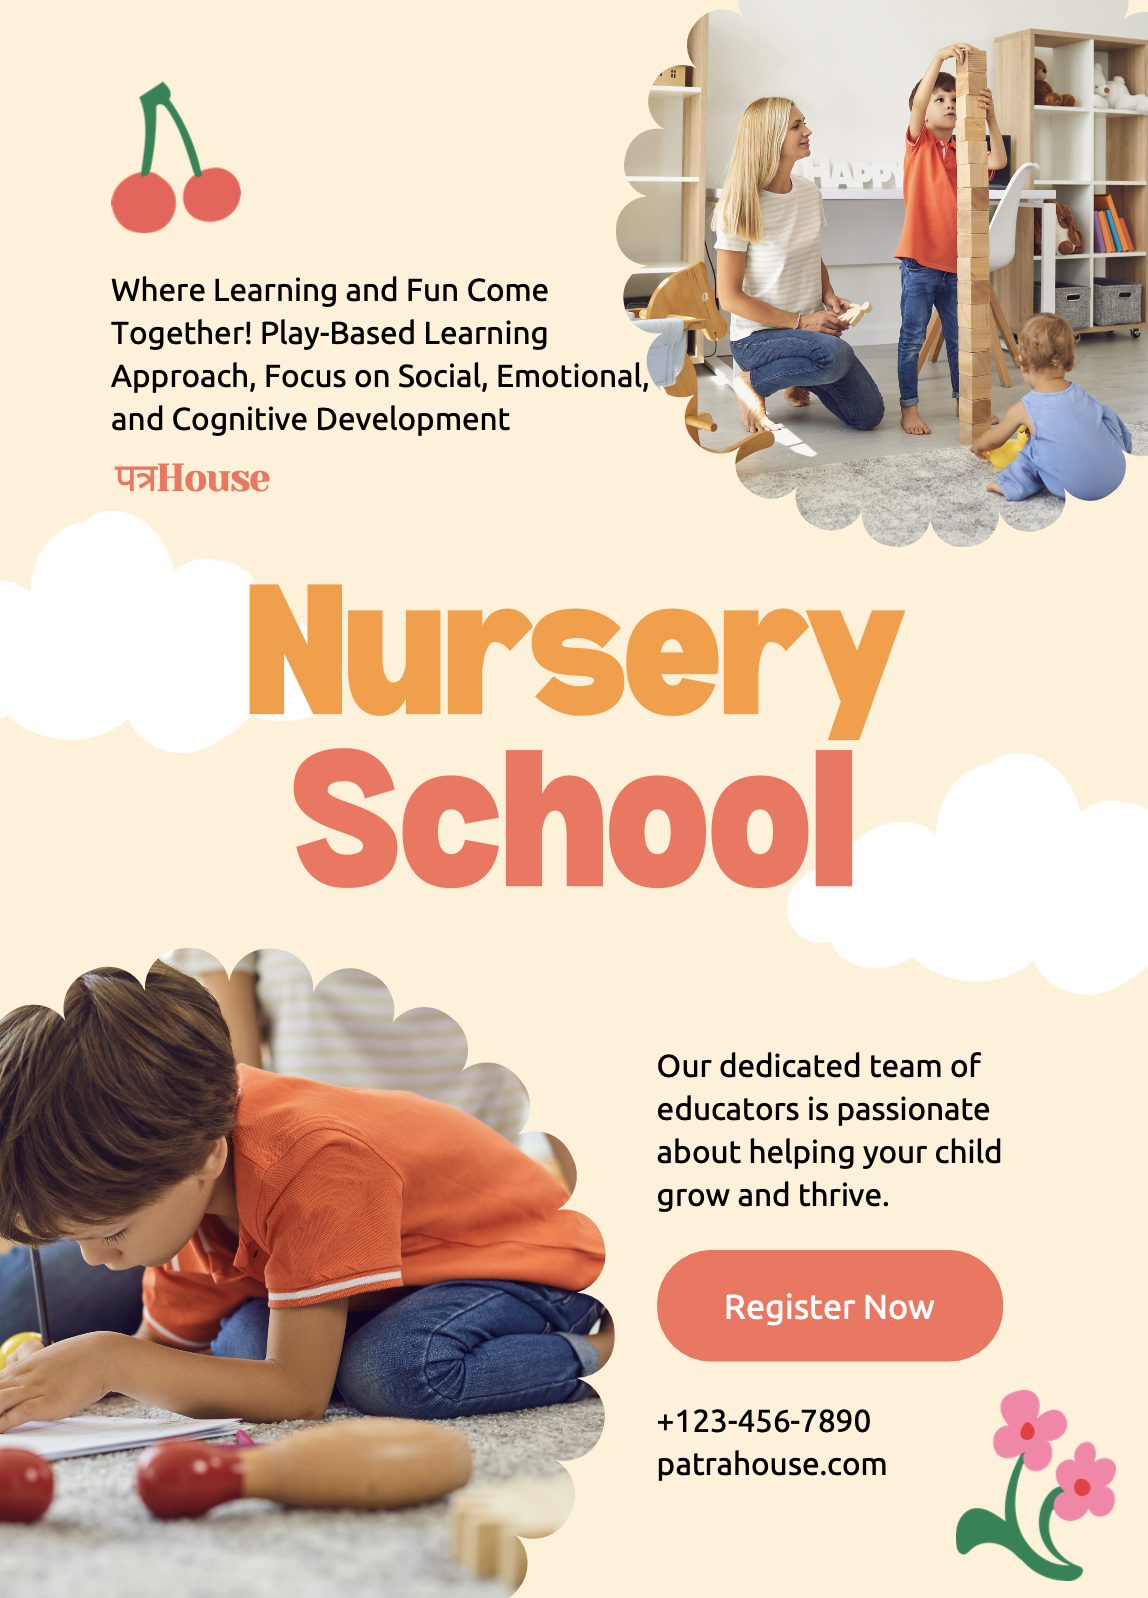 HAPPY
Where Learning and Fun Come
Together! Play-Based Learning
Approach, Focus on Social, Emotional,
and Cognitive Development
पत्रHouse
Nursery
School
Our dedicated team of
educators is passionate
about helping your child
grow and thrive.
Register Now
+123-456-7890
patrahouse.com